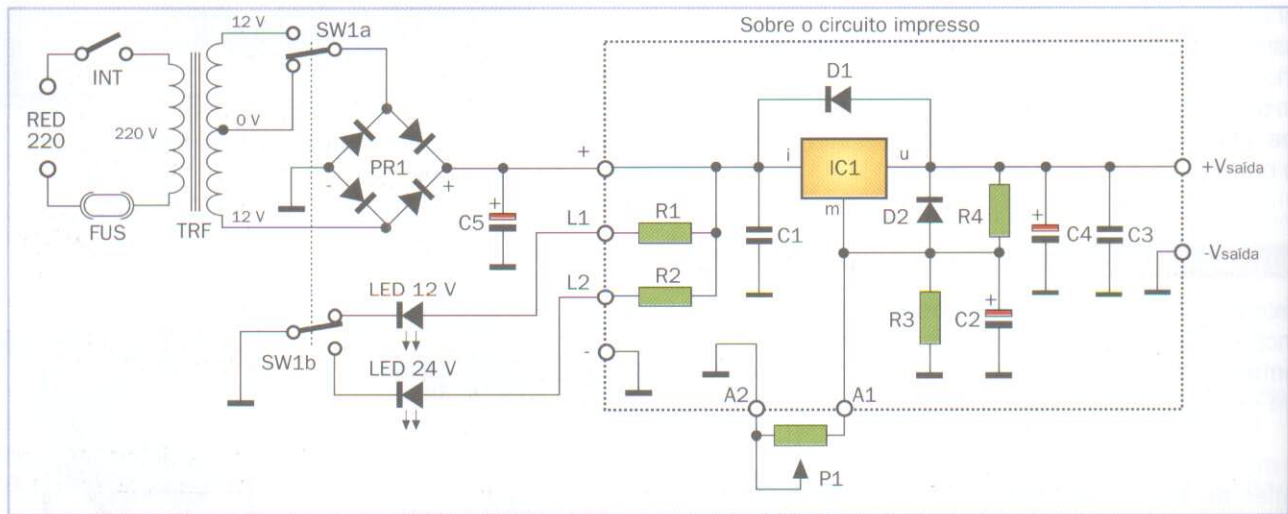 Sobre o circuito impresso
12 V
SW1a
INT
RED
220
220 V
0 V
12 V
FUS
TRF
PR1
-
+
C5
+
+
L1
L2
-
LED 12 V
LED 24 V
SW1b
R1
R2
C1
D1
i
IC1
u
m
D2
R4
R3
C2
+
C4
+
C3
+Vsaída
-Vsaída
A2
A1
P1